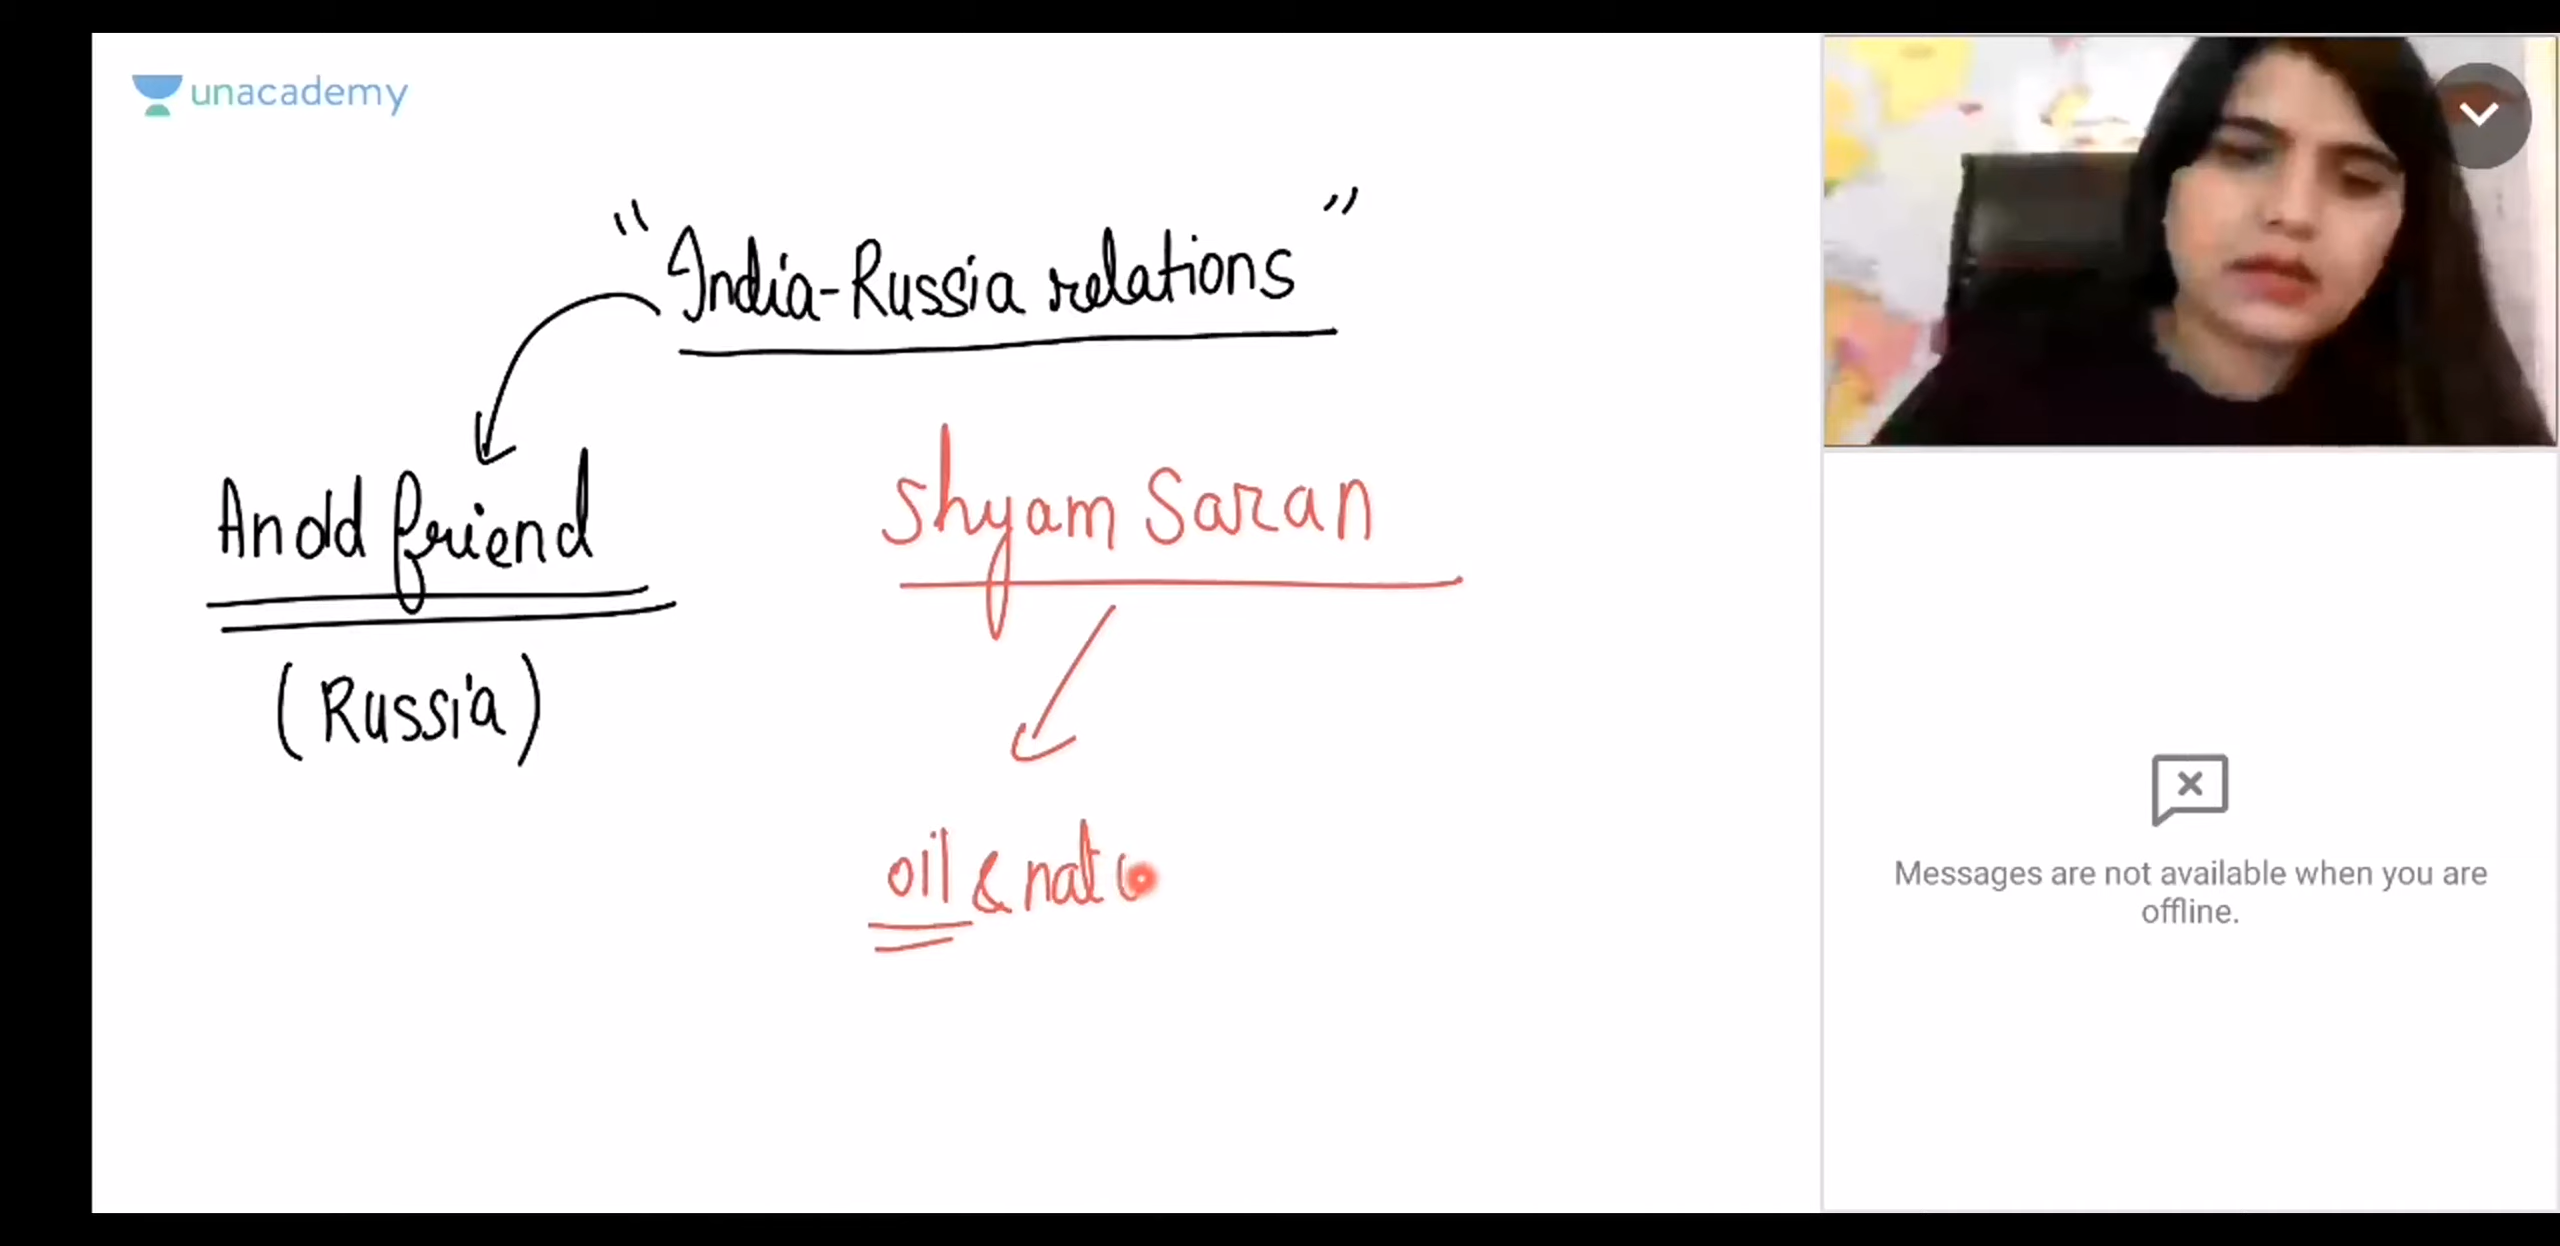 unacademy
"India-Russia relations"
An old friend
(Russia)
Shyam Saran
oil & nat
Messages are not available when you are
offline.